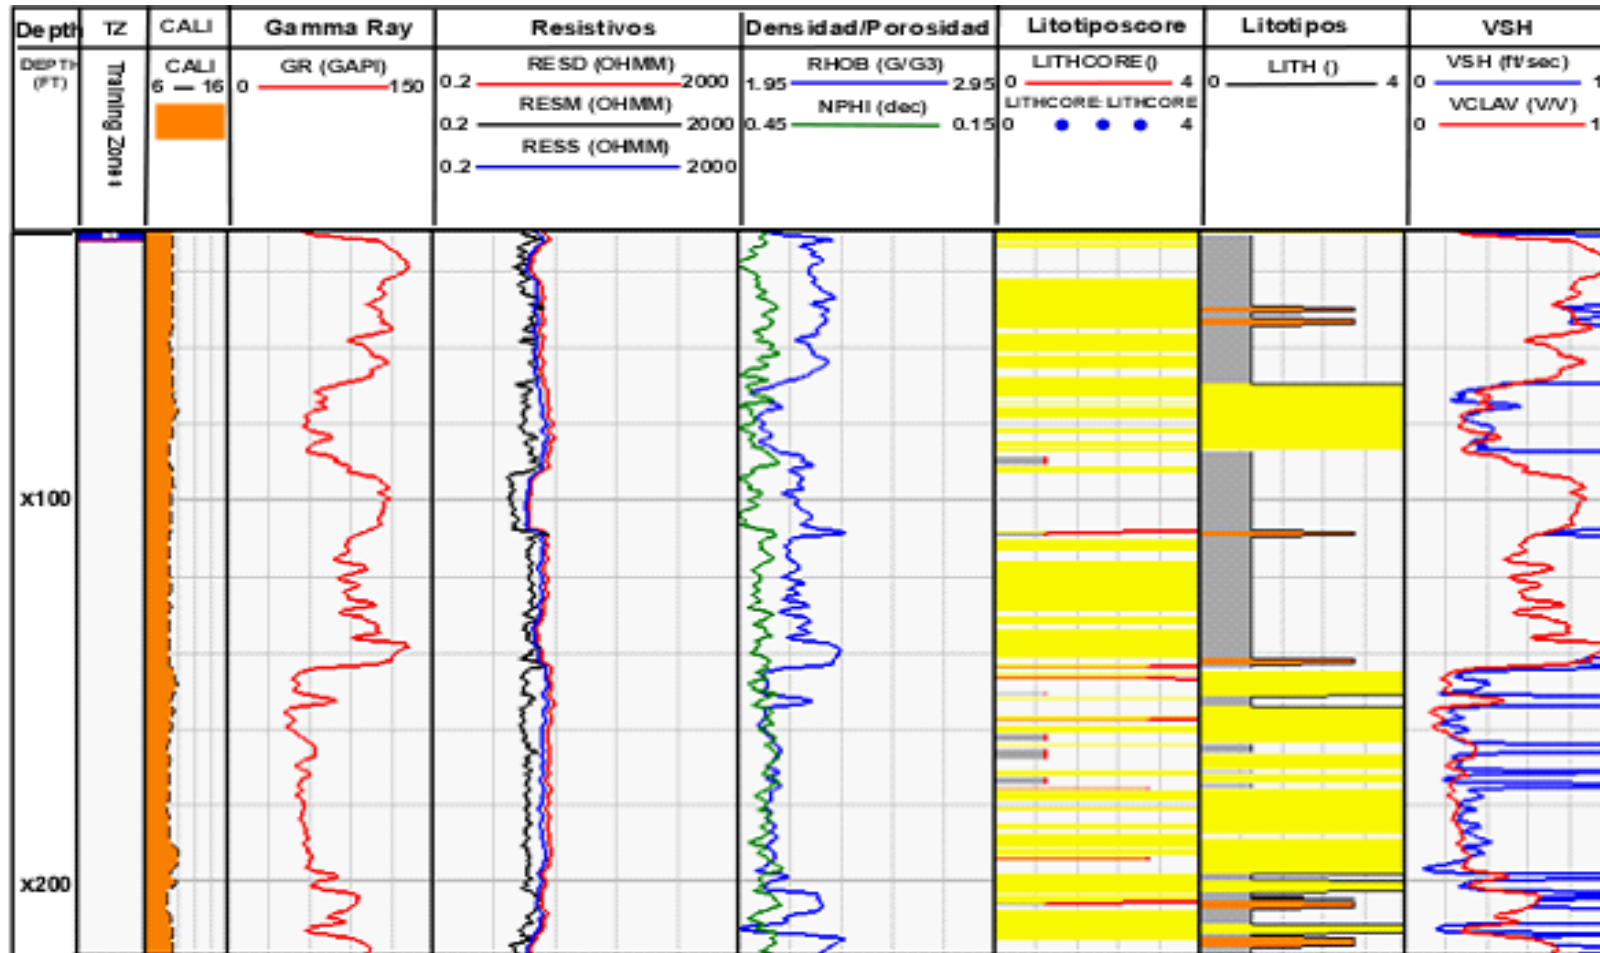 Depth TZ CALI Gamma Ray Resistivos Densidad/Porosidad Litotiposcore Litotipos VSH
DEPTH
(FT)
Training Zones
CALI
6 16
0 GR (GAPI) 150
RESD (OHMM)
0.2 2000
RESM (OHMM)
0.2 2000
RESS (OHMM)
0.2 2000
RHOB (G/G3)
1.95 2.95
NPHI (dec)
0.45 0.15
LITHCORE()
0 4
LITHCORE: LITHCORE
0 4
LITH ()
0 4
VSH (ft/sec)
0 1
VCLAV (V/V)
0 1
x100
x200